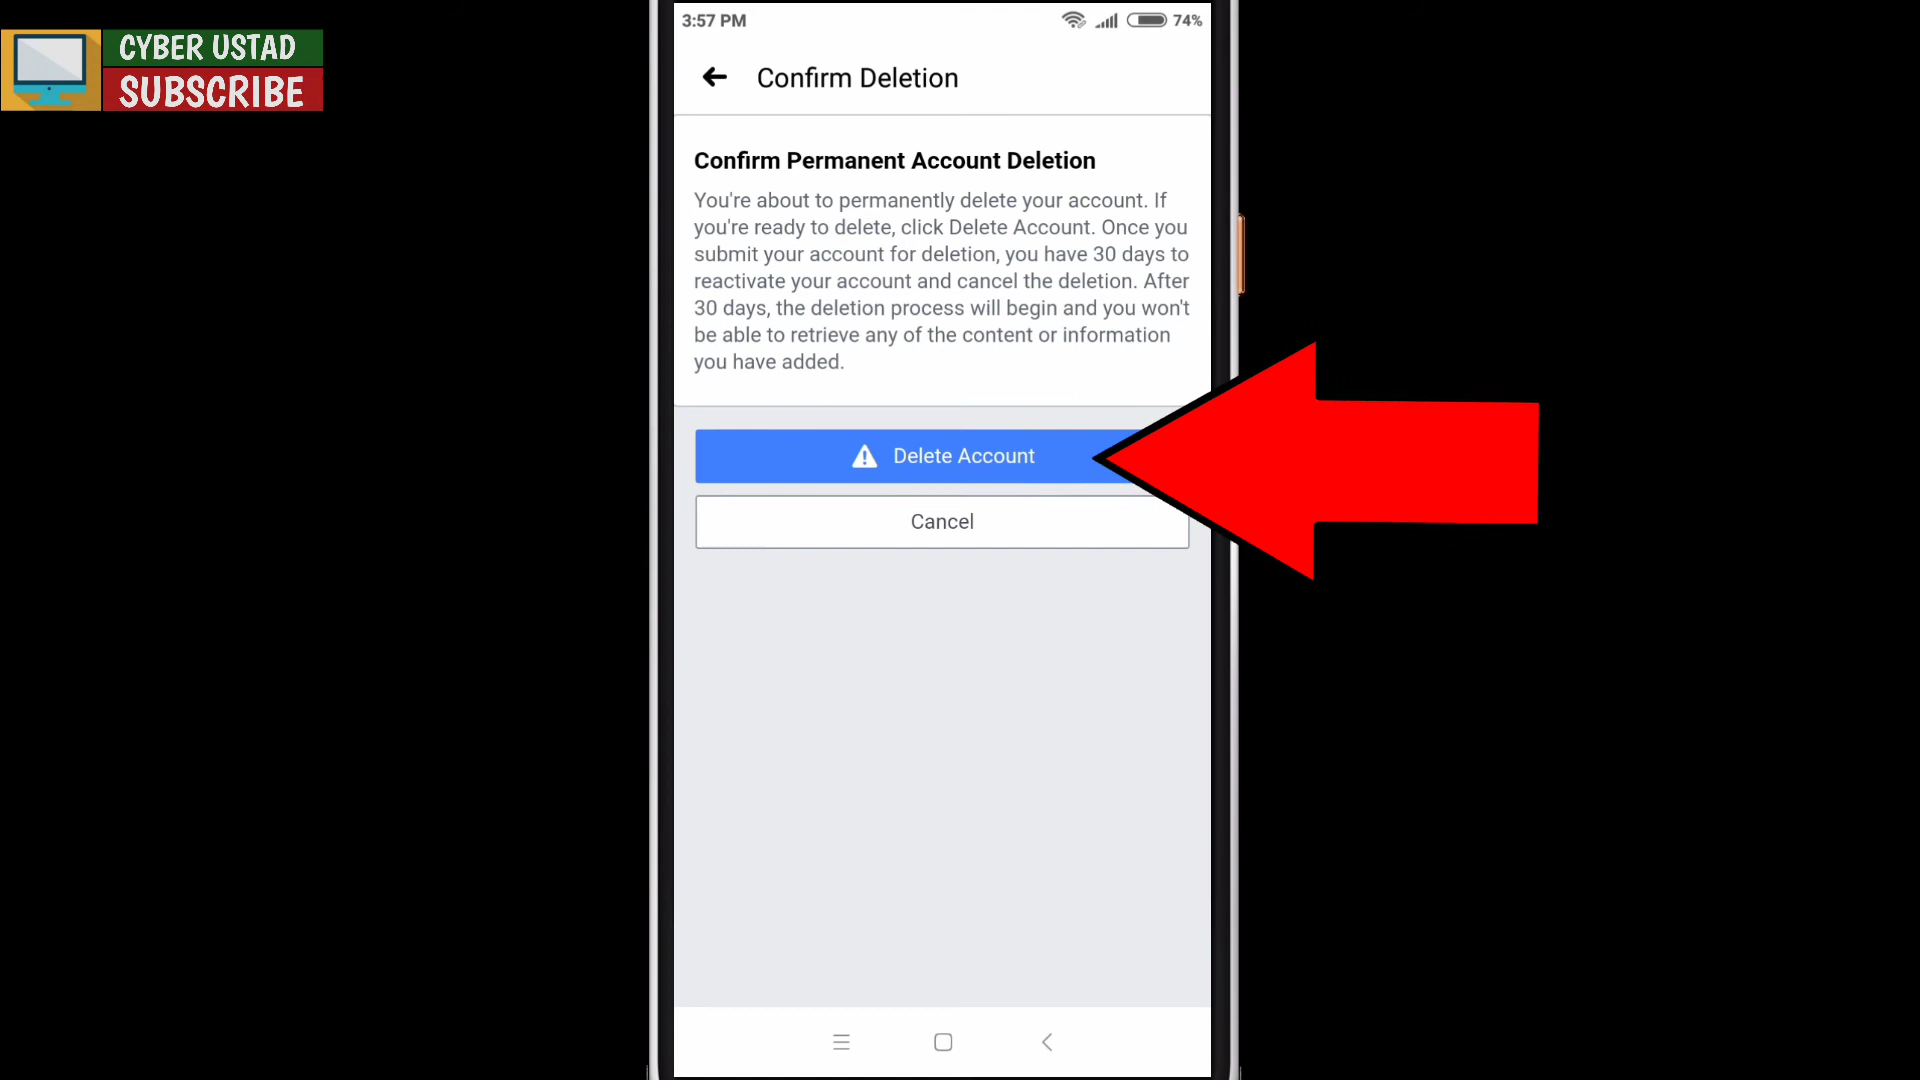 CYBER USTAD
SUBSCRIBE
3:57 PM
74%
Confirm Deletion
Confirm Permanent Account Deletion
You're about to permanently delete your account. If
you're ready to delete, click Delete Account. Once you
submit your account for deletion, you have 30 days to
reactivate your account and cancel the deletion. After
30 days, the deletion process will begin and you won't
be able to retrieve any of the content or information
you have added.
Delete Account
Cancel